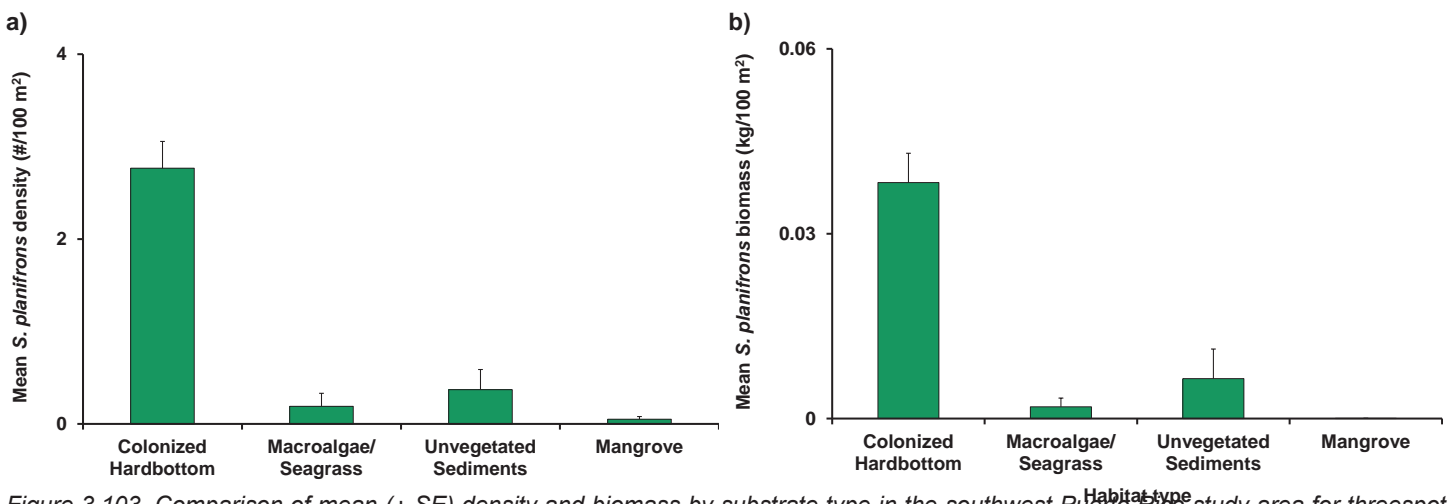 a)
Mean S. planifrons density (#/100 m²)
4
2
0
Colonized Hardbottom
Macroalgae/ Seagrass
Unvegetated Sediments
Mangrove
b)
Mean S. planifrons biomass (kg/100 m²)
0.06
0.03
0
Colonized Hardbottom
Macroalgae/ Seagrass
Unvegetated Sediments
Mangrove
Habitat type
Figure 3.103. Comparison of mean (+ SE) density and biomass by substrate type in the southwest Puerto Rico study area for threespot